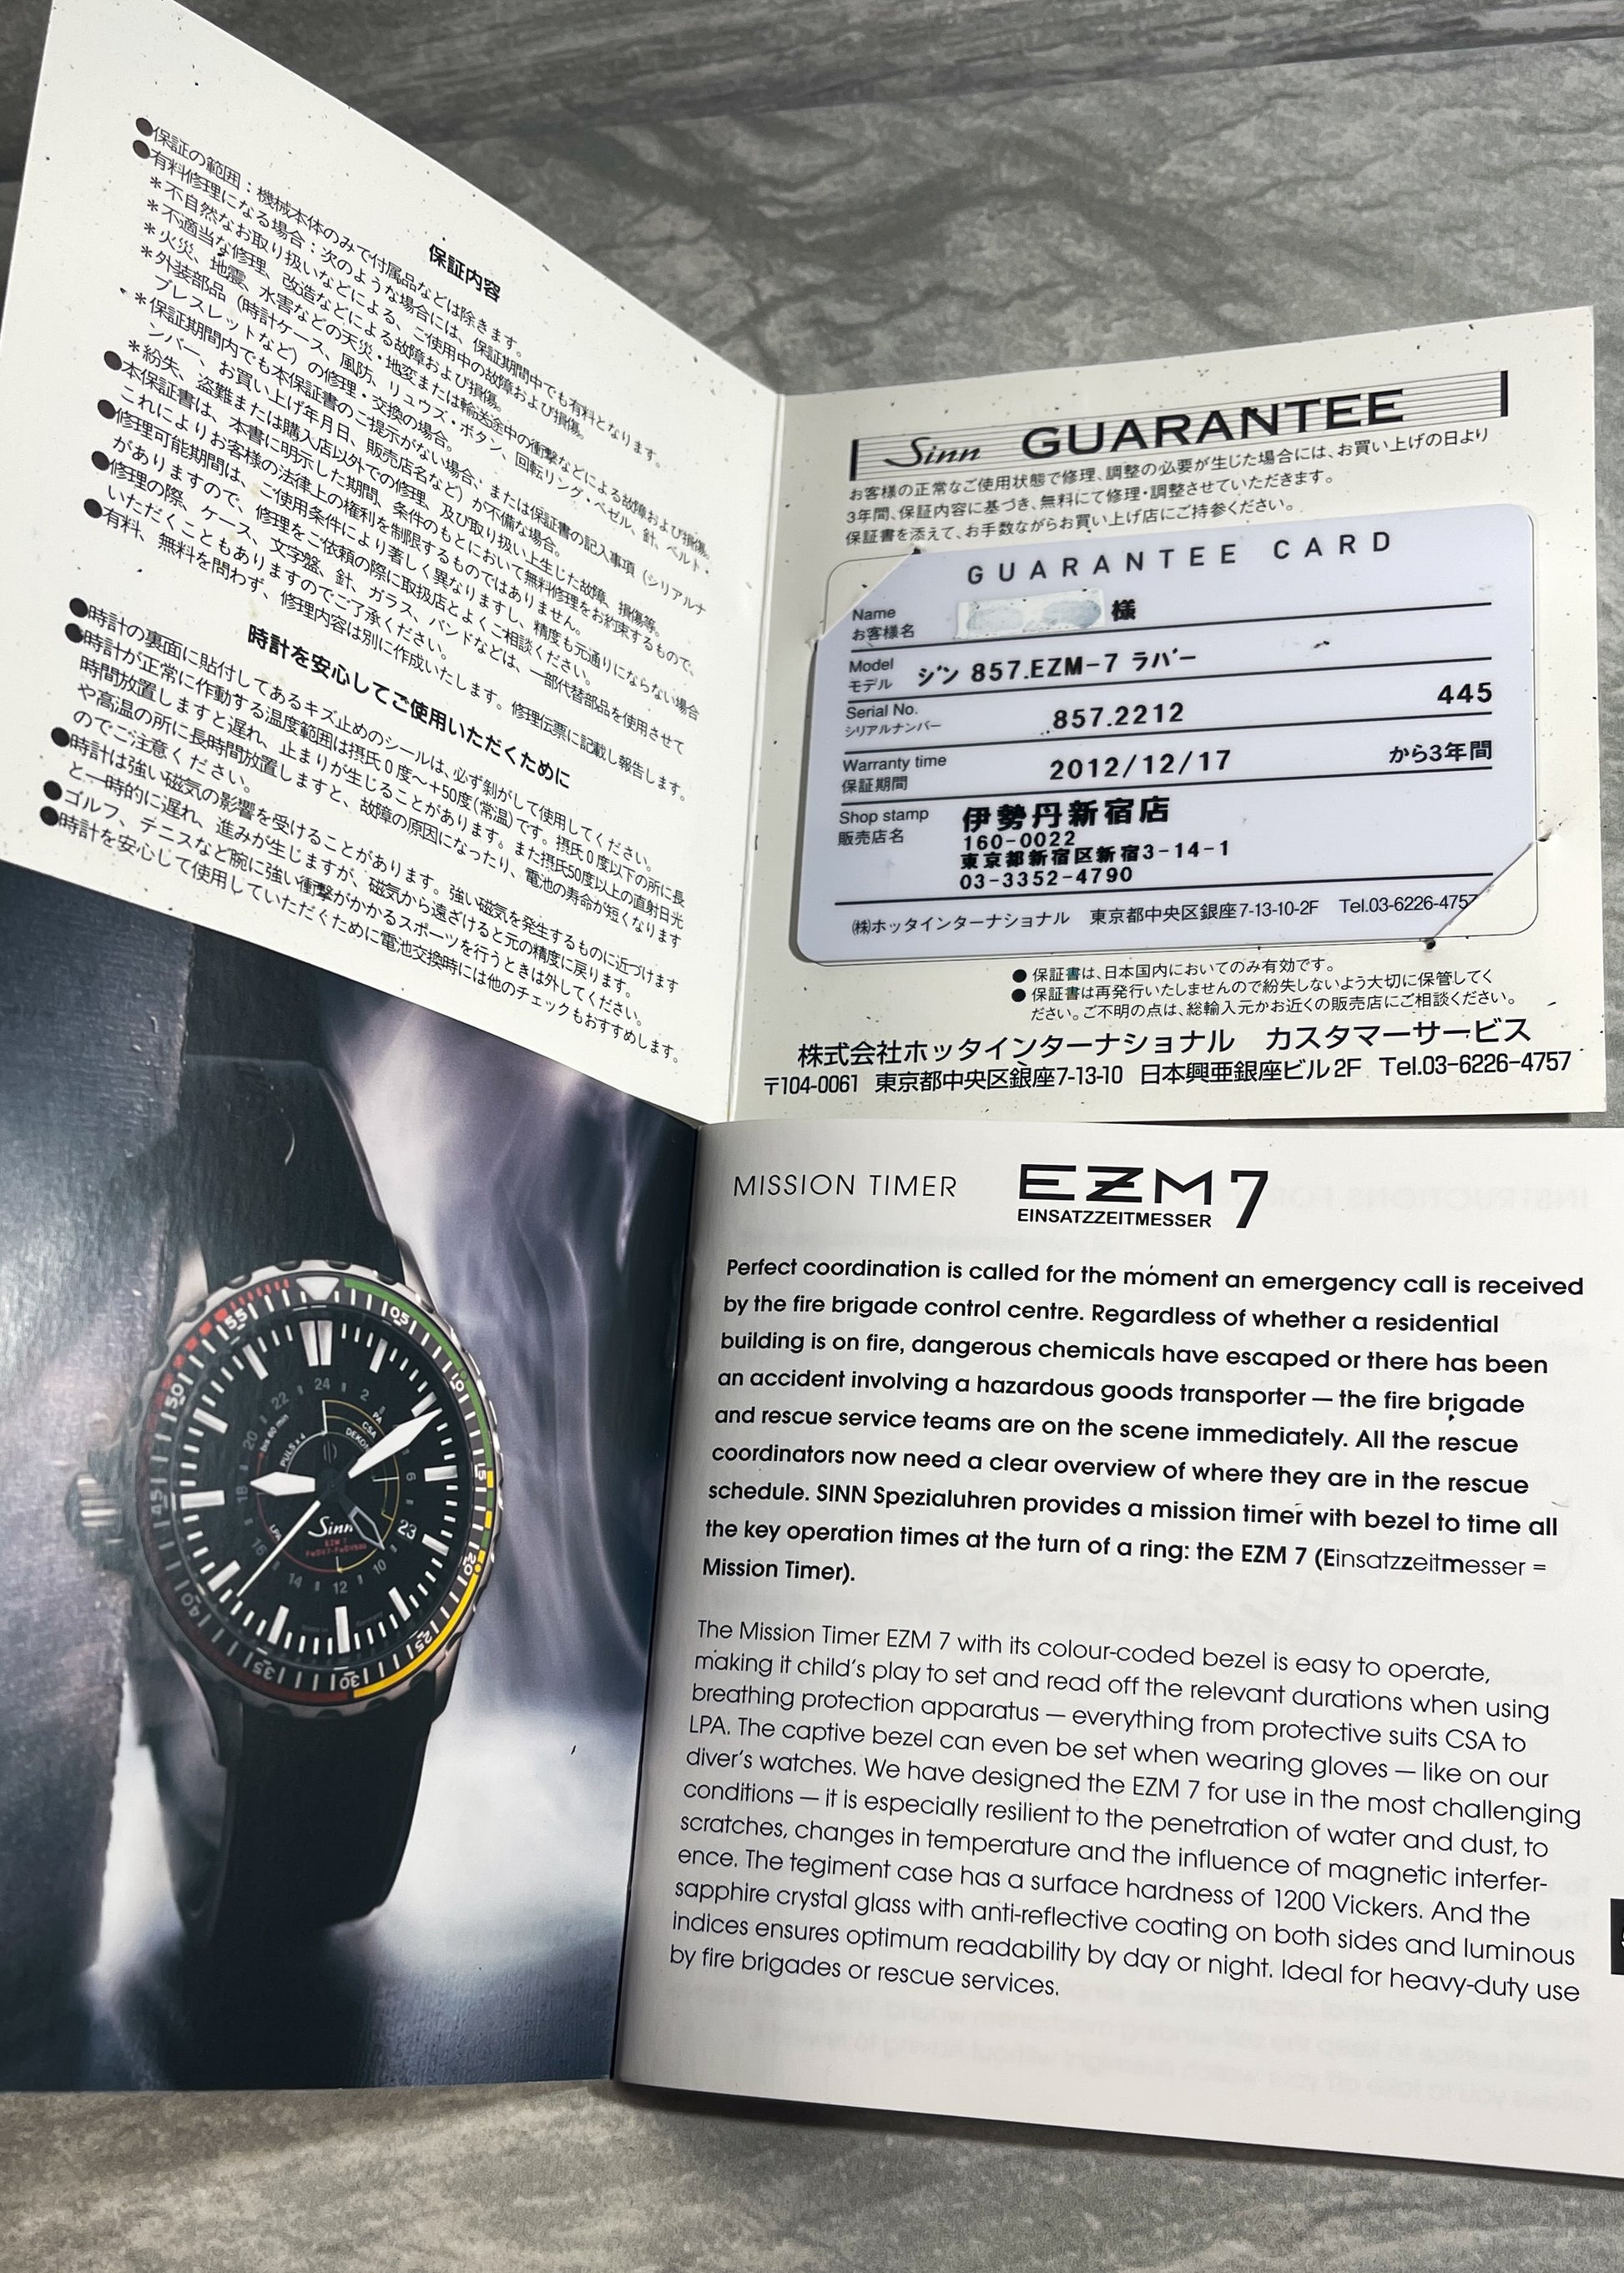 保証内容
●保証の範囲：機械本体のみで付属品などは除きます。
●有料修理になる場合：次のような場合には、保証期間中でも有料となります。
＊不自然なお取り扱いなどによる、ご使用中の故障および損傷。
＊不適当な修理、改造などによる故障および損傷。
＊火災、地震、水害などの天災・地変または輸送途中の衝撃などによる故障および損傷。
＊外装部品（時計ケース、風防、リュウズ・ボタン、回転リング・ベゼル、針、ベルト・
ブレスレットなど）の修理・交換の場合。
＊保証期間内でも本保証書のご提示がない場合、または保証書の記入事項（シリアルナ
ンバー、お買い上げ年月日、販売店名など）が不備な場合。
＊紛失、盗難または購入店以外での修理、及び取り扱い上生じた故障、損傷等。
●本保証書は、本書に明示した期間、条件のもとにおいて無料修理をお約束するもので、
これによりお客様の法律上の権利を制限するものではありません。
●修理可能期間は、ご使用条件により著しく異なりますし、精度も元通りにならない場合
がありますので、修理をご依頼の際に取扱店とよくご相談ください。
●修理の際、ケース、文字盤、針、ガラス、バンドなどは、一部代替部品を使用させて
いただくこともありますのでご了承ください。
●有料、無料を問わず、修理内容は別に作成いたします。修理伝票に記載し報告します。
時計を安心してご使用いただくために
●時計の裏面に貼付してあるキズ止めのシールは、必ず剥がして使用してください。
●時計が正常に作動する温度範囲は摂氏0度～+50度(常温)です。摂氏0度以下の所に長
時間放置しますと遅れ、止まりが生じることがあります。また摂氏50度以上の直射日光
や高温の所に長時間放置しますと、故障の原因になったり、電池の寿命が短くなります
のでご注意ください。
●時計は強い磁気の影響を受けることがあります。強い磁気を発生するものに近づけます
と一時的に遅れ、進みが生じますが、磁気から遠ざけると元の精度に戻ります。
●ゴルフ、テニスなど腕に強い衝撃がかかるスポーツを行うときは外してください。
●時計を安心して使用していただくために電池交換時には他のチェックもおすすめします。
Sinn GUARANTEE
お客様の正常なご使用状態で修理、調整の必要が生じた場合には、お買い上げの日より
3年間、保証内容に基づき、無料にて修理・調整させていただきます。
保証書を添えて、お手数ながらお買い上げ店にご持参ください。
GUARANTEE CARD
Name
お客様名 様
Model
モデル シン 857.EZM-7 ラバー
Serial No.
シリアルナンバー 857.2212 445
Warranty time
保証期間 2012/12/17 から3年間
Shop stamp
販売店名 伊勢丹新宿店
160-0022
東京都新宿区新宿3-14-1
03-3352-4790
㈱ホッタインターナショナル 東京都中央区銀座7-13-10-2F Tel.03-6226-4757
● 保証書は、日本国内においてのみ有効です。
● 保証書は再発行いたしませんので紛失しないよう大切に保管してく
ださい。ご不明の点は、総輸入元かお近くの販売店にご相談ください。
株式会社ホッタインターナショナル カスタマーサービス
〒104-0061 東京都中央区銀座7-13-10 日本興亜銀座ビル2F Tel.03-6226-4757
MISSION TIMER EZM 7
EINSATZZEITMESSER
Perfect coordination is called for the moment an emergency call is received
by the fire brigade control centre. Regardless of whether a residential
building is on fire, dangerous chemicals have escaped or there has been
an accident involving a hazardous goods transporter — the fire brigade
and rescue service teams are on the scene immediately. All the rescue
coordinators now need a clear overview of where they are in the rescue
schedule. SINN Spezialuhren provides a mission timer with bezel to time all
the key operation times at the turn of a ring: the EZM 7 (Einsatzzeitmesser =
Mission Timer).
The Mission Timer EZM 7 with its colour-coded bezel is easy to operate,
making it child's play to set and read off the relevant durations when using
breathing protection apparatus — everything from protective suits CSA to
LPA. The captive bezel can even be set when wearing gloves — like on our
diver's watches. We have designed the EZM 7 for use in the most challenging
conditions — it is especially resilient to the penetration of water and dust, to
scratches, changes in temperature and the influence of magnetic interfer-
ence. The tegiment case has a surface hardness of 1200 Vickers. And the
sapphire crystal glass with anti-reflective coating on both sides and luminous
indices ensures optimum readability by day or night. Ideal for heavy-duty use
by fire brigades or rescue services.
05
10
15
20
25
30
35
40
45
50
55
24
2
6
10
12
14
16
18
20
22
23
PA
CSA
bis 60 min
PULS x 4
LPA
Sinn
EZM 7